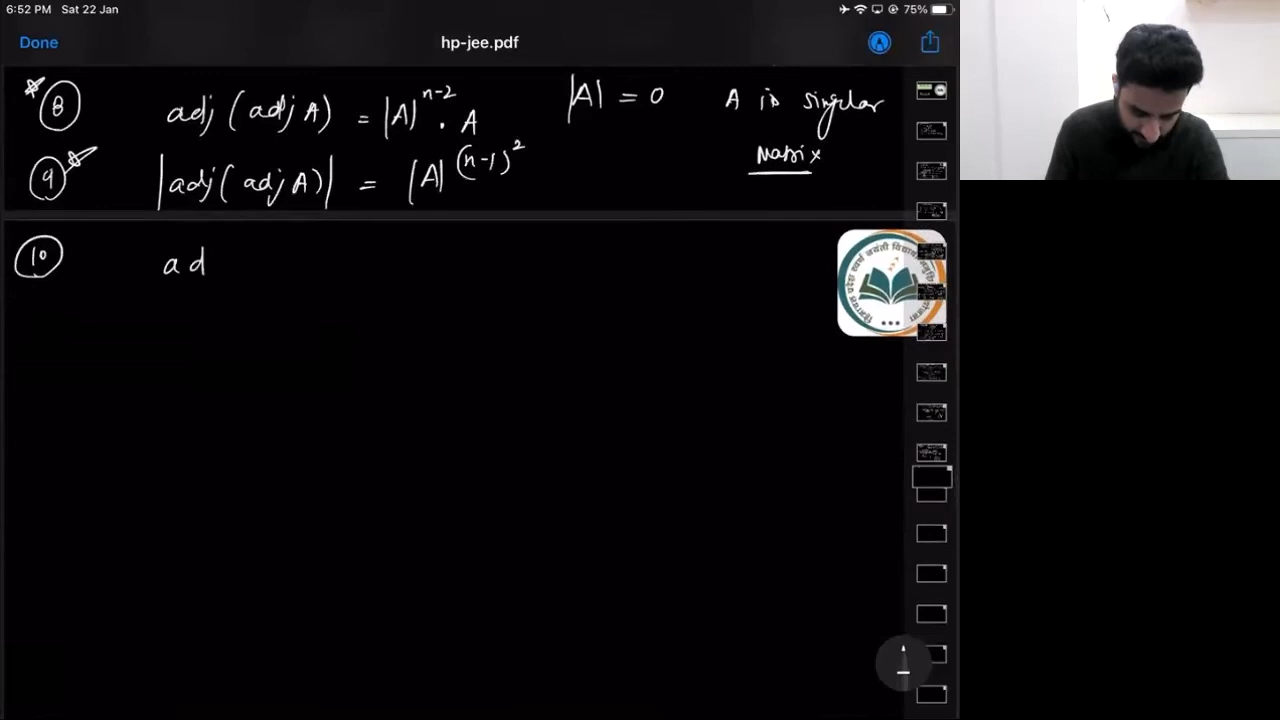 6:52 PM Sat 22 Jan
75%
Done
hp-jee.pdf
⑧ adj (adj A) = |A|^{n-2} . A
|A| = 0
A is singular
Matrix
⑨ |adj (adj A)| = |A|^{(n-1)^2}
⑩ ad